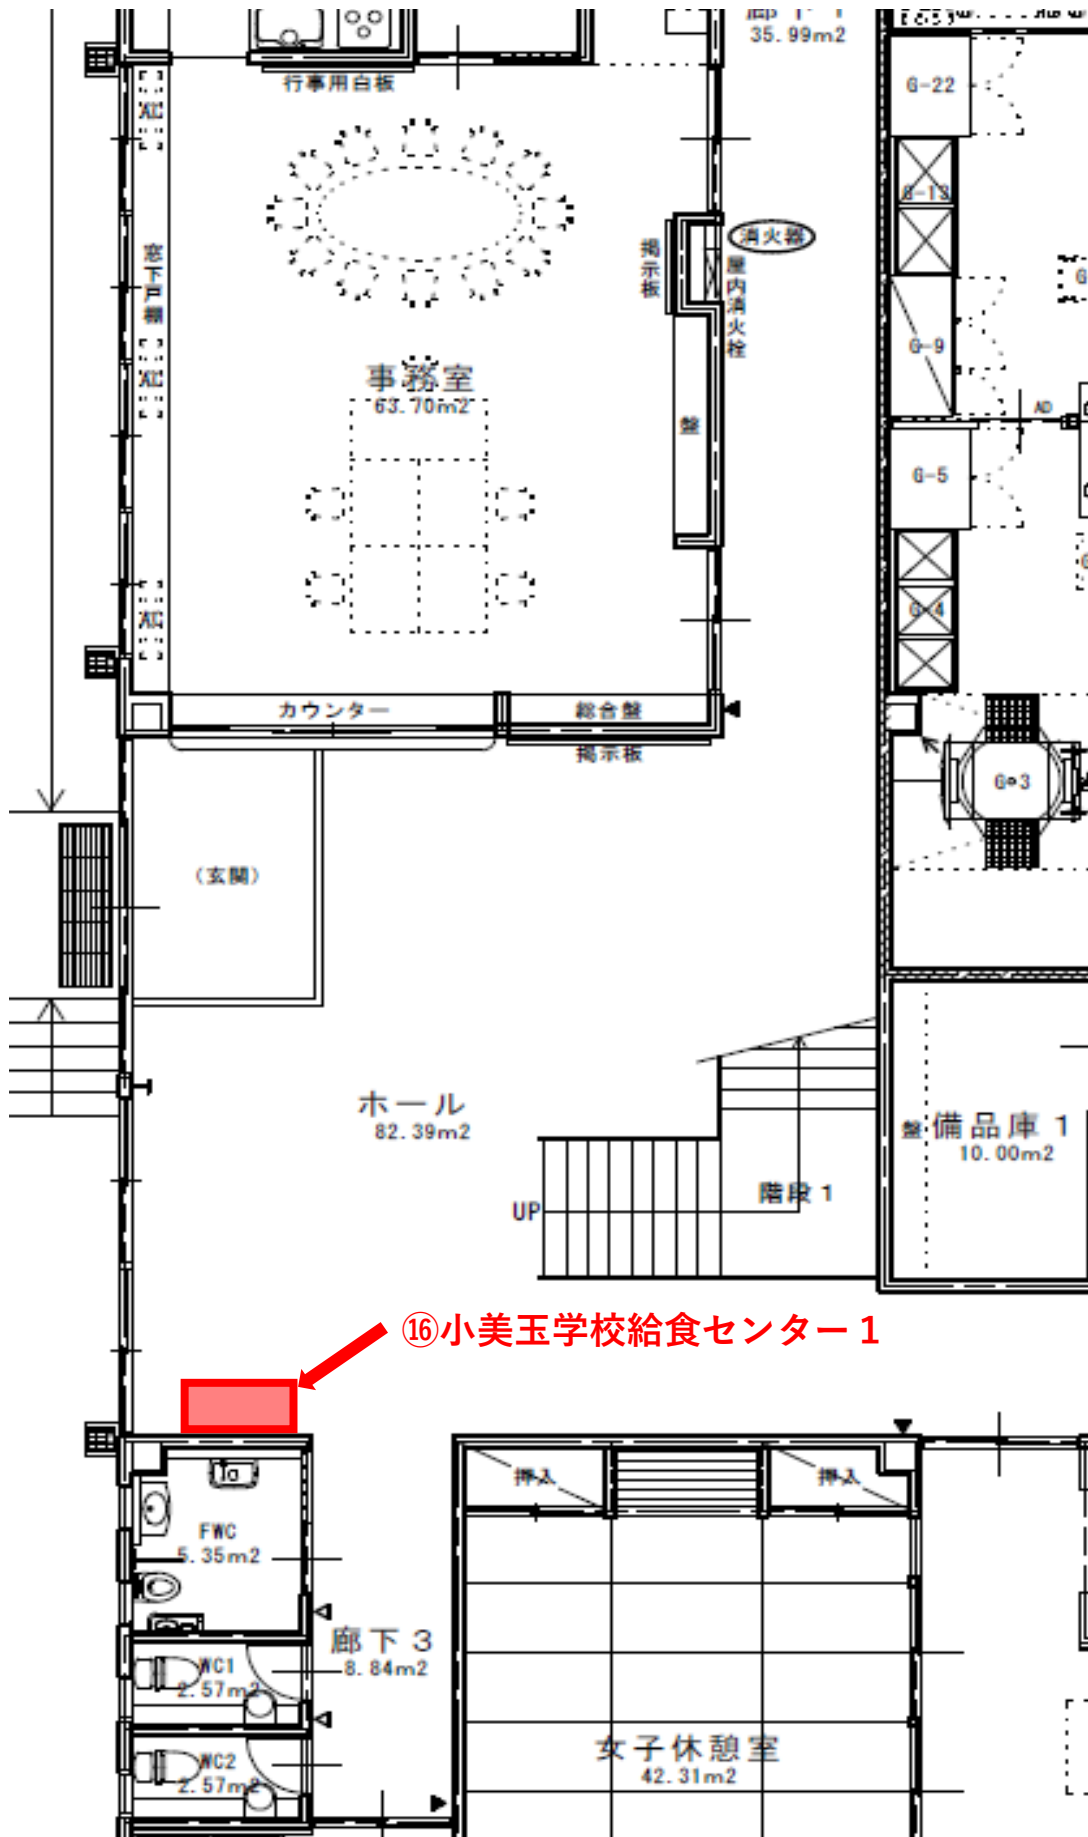 廊下1
35.99m2
行事用白板
G-22
AC
G-13
消火器
掲示板
屋内消火栓
窓下戸棚
G-9
AC
事務室
63.70m2
盤
AD
G-5
G-4
AC
カウンター
総合盤
掲示板
G-3
(玄関)
ホール
82.39m2
盤
備品庫1
10.00m2
階段1
UP
⑯小美玉学校給食センター1
押入
押入
FWC
5.35m2
廊下3
8.84m2
WC1
2.57m2
女子休憩室
42.31m2
WC2
2.57m2